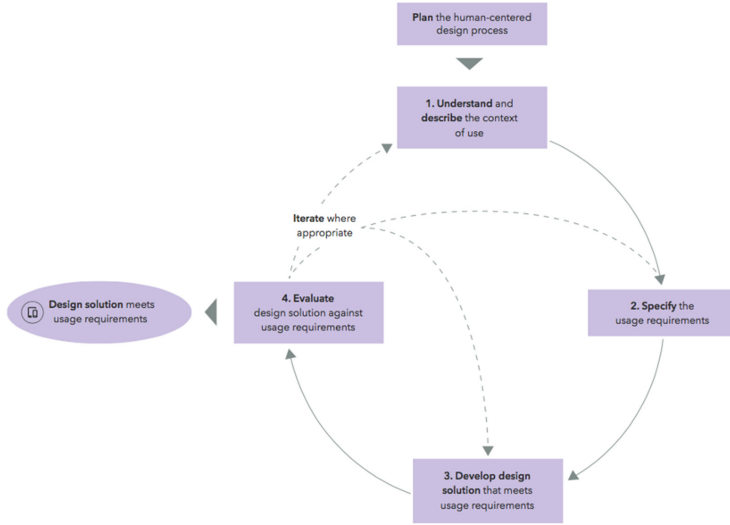 Plan the human-centered
design process
1. Understand and
describe the context
of use
Iterate where
appropriate
4. Evaluate
design solution against
usage requirements
Design solution meets
usage requirements
2. Specify the
usage requirements
3. Develop design
solution that meets
usage requirements